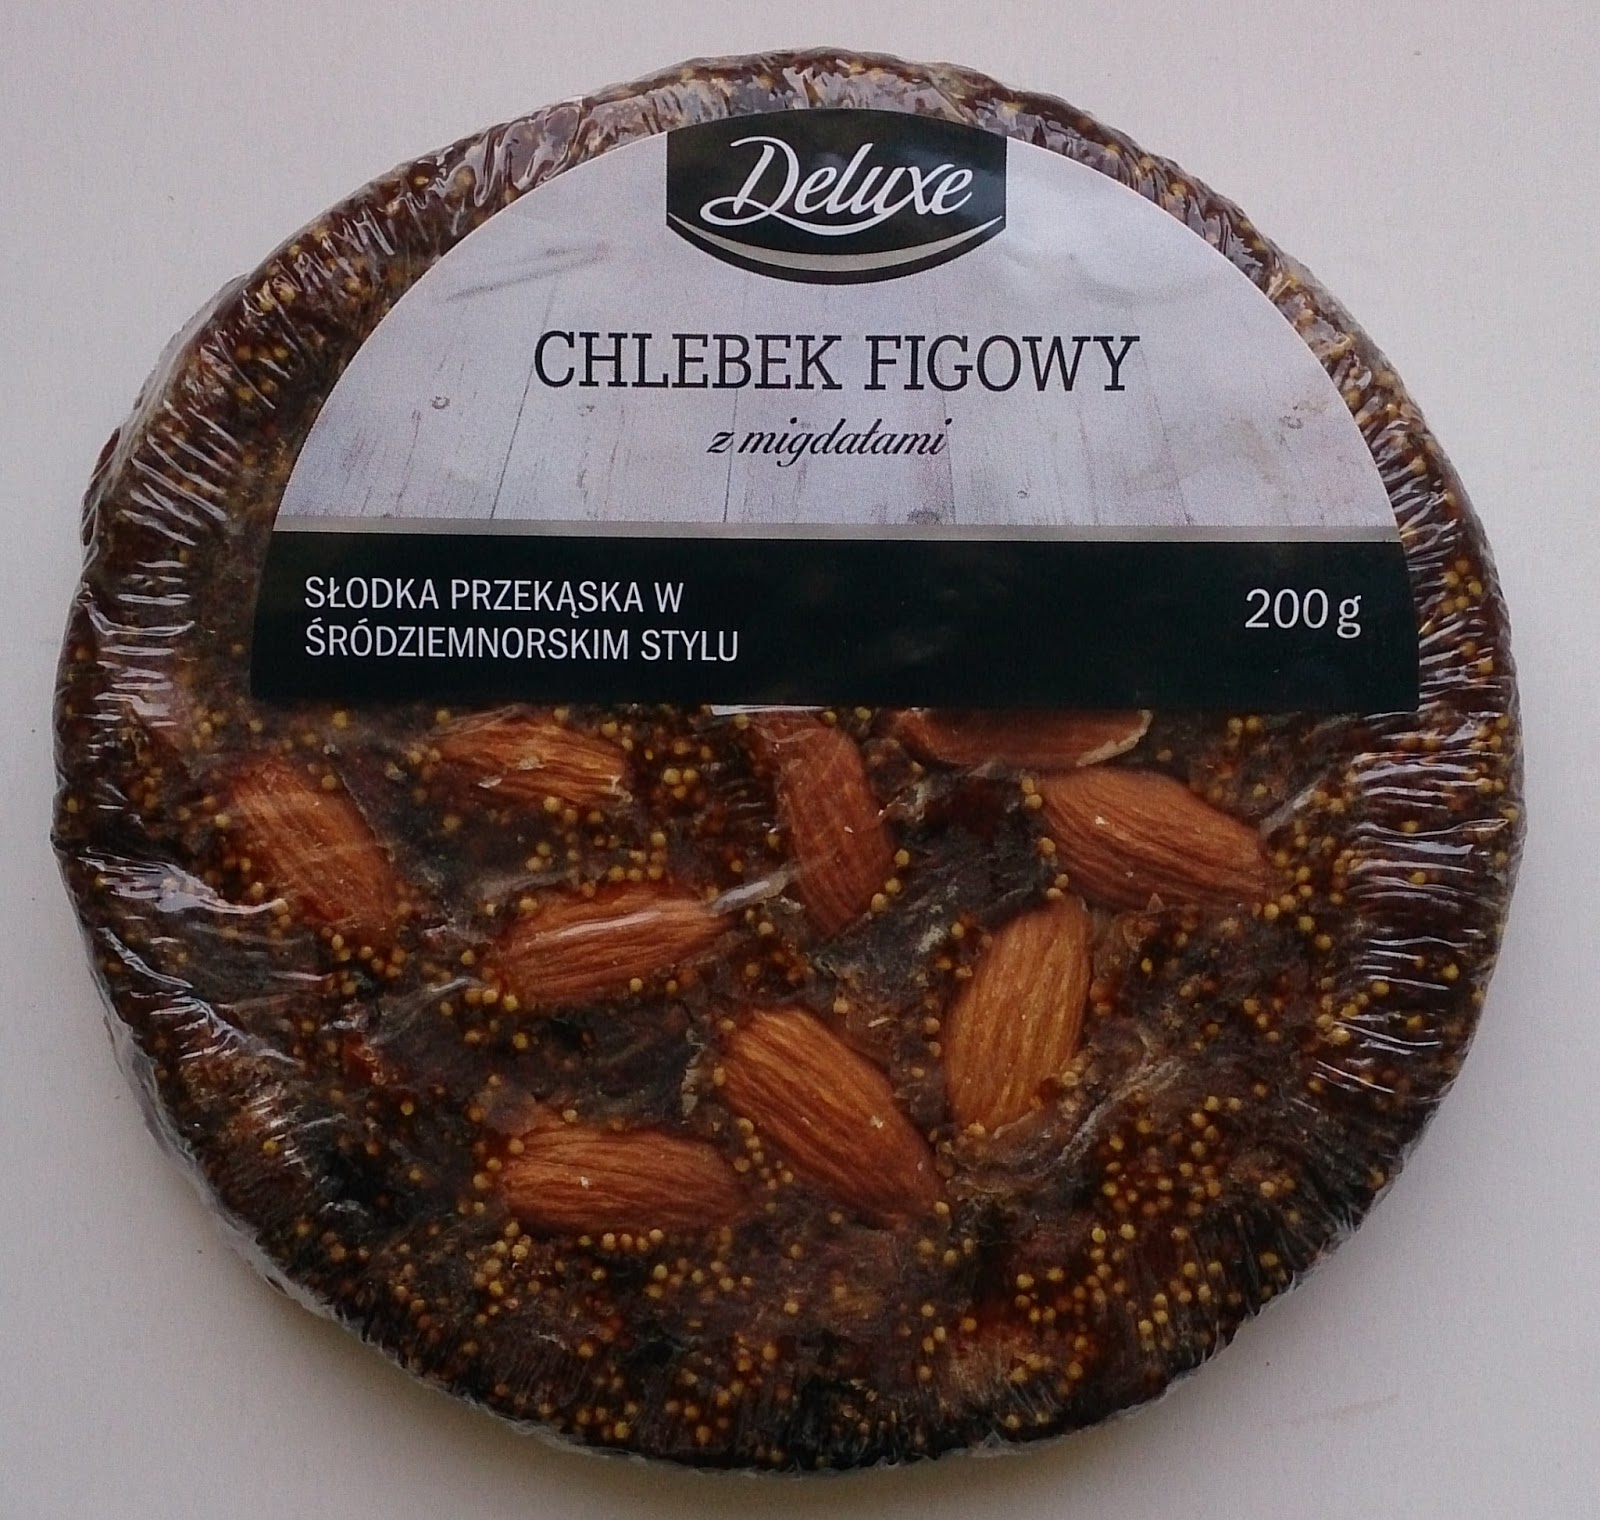 Deluxe
CHLEBEK FIGOWY
z migdałami
SŁODKA PRZEKĄSKA W
ŚRÓDZIEMNORSKIM STYLU
200 g